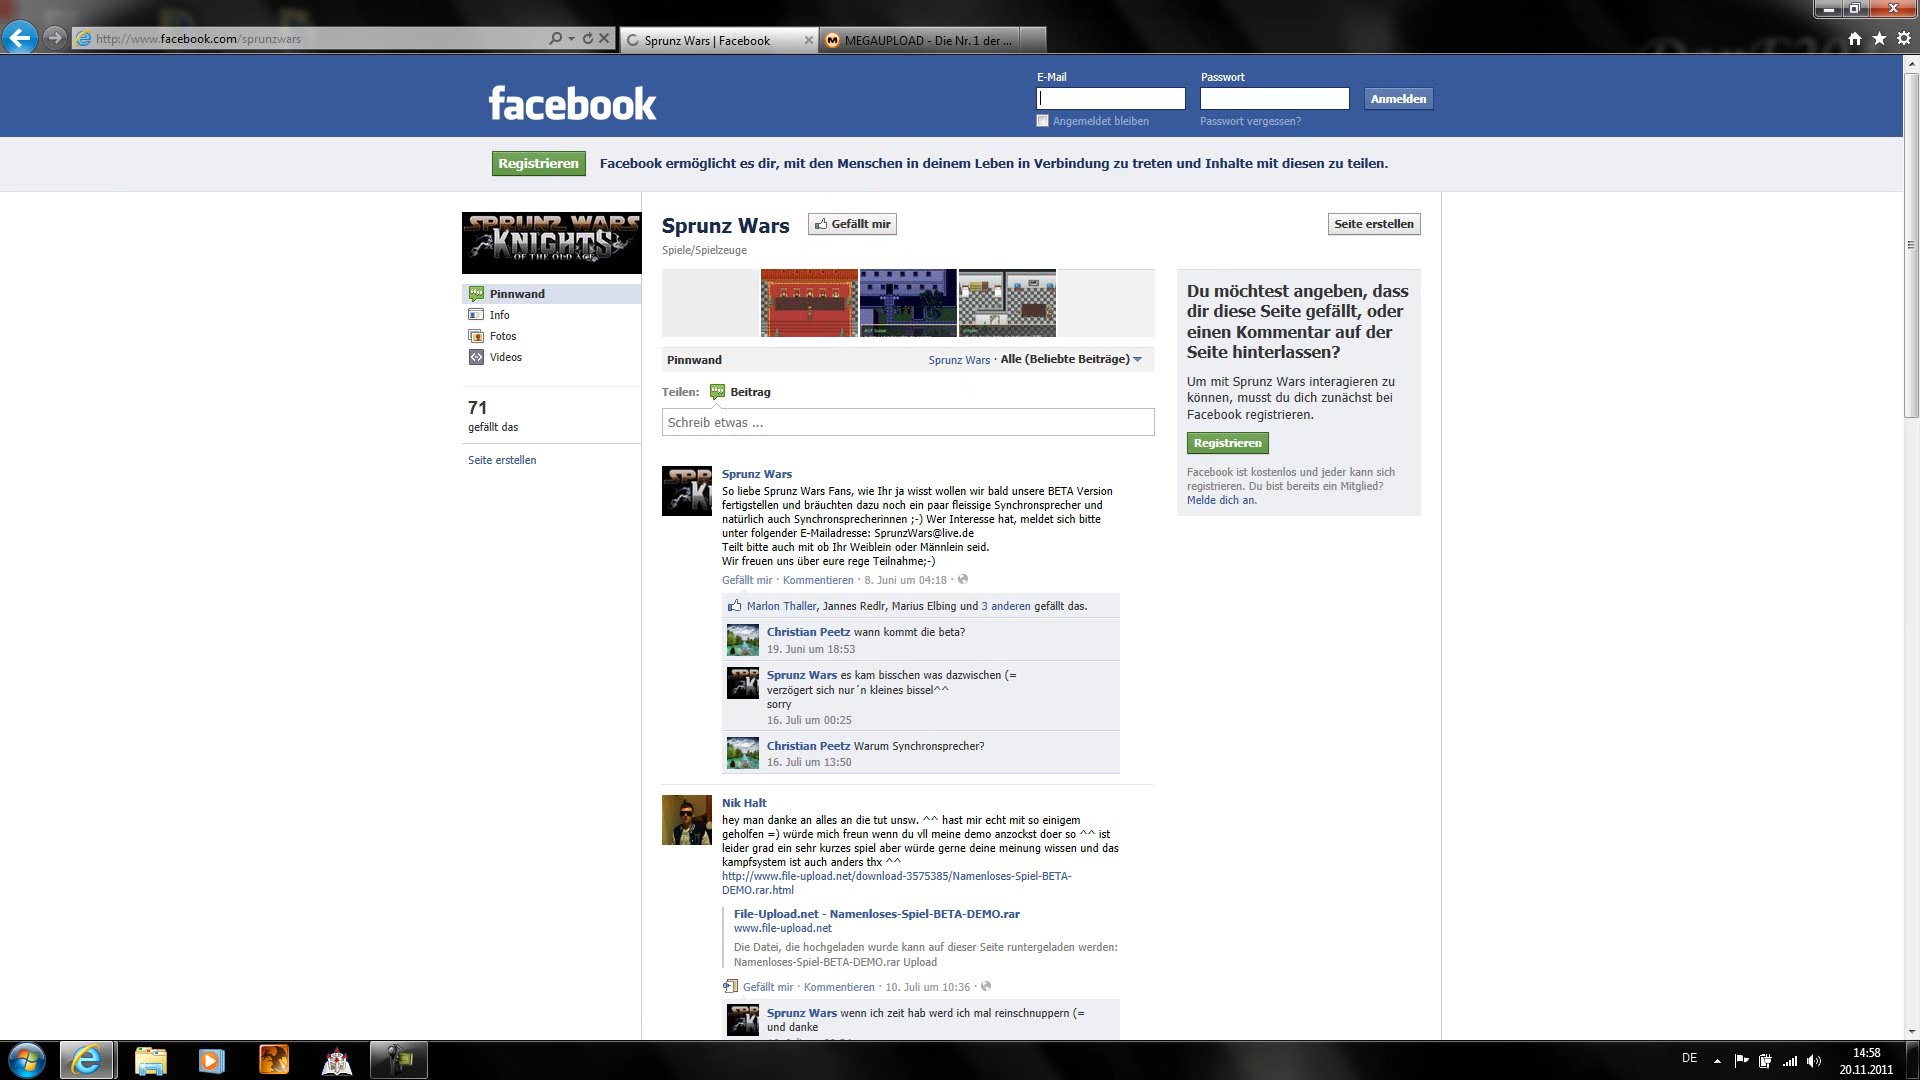 http://www.facebook.com/sprunzwars
Sprunz Wars | Facebook
MEGAUPLOAD - Die Nr. 1 der ...
facebook
E-Mail
Passwort
Anmelden
Angemeldet bleiben
Passwort vergessen?
Registrieren
Facebook ermöglicht es dir, mit den Menschen in deinem Leben in Verbindung zu treten und Inhalte mit diesen zu teilen.
SPRUNZ WARS
KNIGHTS
OF THE OLD AGE
Pinnwand
Info
Fotos
Videos
71
gefällt das
Seite erstellen
Sprunz Wars
Gefällt mir
Seite erstellen
Spiele/Spielzeuge
Pinnwand
Sprunz Wars · Alle (Beliebte Beiträge)
Teilen:
Beitrag
Schreib etwas ...
Sprunz Wars
So liebe Sprunz Wars Fans, wie Ihr ja wisst wollen wir bald unsere BETA Version
fertigstellen und bräuchten dazu noch ein paar fleissige Synchronsprecher und
natürlich auch Synchronsprecherinnen ;-) Wer Interesse hat, meldet sich bitte
unter folgender E-Mailadresse: SprunzWars@live.de
Teilt bitte auch mit ob Ihr Weiblein oder Männlein seid.
Wir freuen uns über eure rege Teilnahme;-)
Gefällt mir · Kommentieren · 8. Juni um 04:18 ·
Marlon Thaller, Jannes Redlr, Marius Elbing und 3 anderen gefällt das.
Christian Peetz wann kommt die beta?
19. Juni um 18:53
Sprunz Wars es kam bisschen was dazwischen (=
verzögert sich nur´n kleines bissel^^
sorry
16. Juli um 00:25
Christian Peetz Warum Synchronsprecher?
16. Juli um 13:50
Nik Halt
hey man danke an alles an die tut unsw. ^^ hast mir echt mit so einigem
geholfen =) würde mich freun wenn du vll meine demo anzockst doer so ^^ ist
leider grad ein sehr kurzes spiel aber würde gerne deine meinung wissen und das
kampfsystem ist auch anders thx ^^
http://www.file-upload.net/download-3575385/Namenloses-Spiel-BETA-
DEMO.rar.html
File-Upload.net - Namenloses-Spiel-BETA-DEMO.rar
www.file-upload.net
Die Datei, die hochgeladen wurde kann auf dieser Seite runtergeladen werden:
Namenloses-Spiel-BETA-DEMO.rar Upload
Gefällt mir · Kommentieren · 10. Juli um 10:36 ·
Sprunz Wars wenn ich zeit hab werd ich mal reinschnuppern (=
und danke
Du möchtest angeben, dass
dir diese Seite gefällt, oder
einen Kommentar auf der
Seite hinterlassen?
Um mit Sprunz Wars interagieren zu
können, musst du dich zunächst bei
Facebook registrieren.
Registrieren
Facebook ist kostenlos und jeder kann sich
registrieren. Du bist bereits ein Mitglied?
Melde dich an.
DE
14:58
20.11.2011